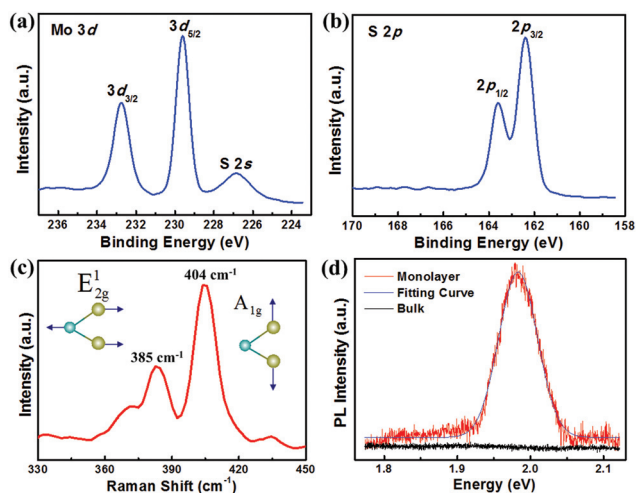 (a) Mo 3d
3d5/2
3d3/2
S 2s
Intensity (a.u.)
236 234 232 230 228 226 224
Binding Energy (eV)
(b) S 2p
2p3/2
2p1/2
Intensity (a.u.)
170 168 166 164 162 160 158
Binding Energy (eV)
(c)
E¹2g
404 cm⁻¹
A1g
385 cm⁻¹
Intensity (a.u.)
330 360 390 420 450
Raman Shift (cm⁻¹)
(d)
Monolayer
Fitting Curve
Bulk
PL Intensity (a.u.)
1.8 1.9 2.0 2.1
Energy (eV)